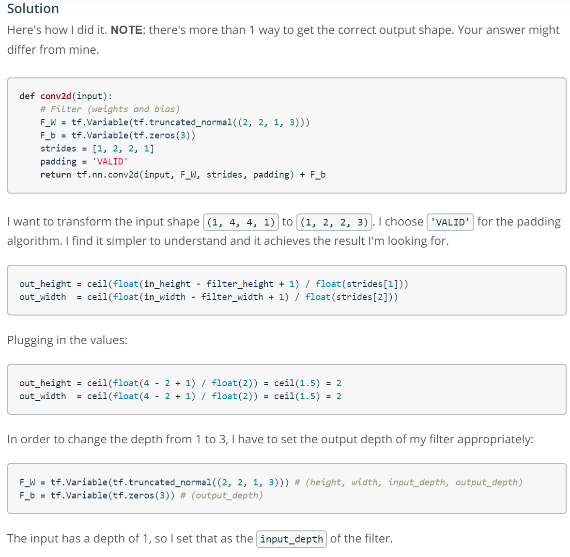 Solution
Here's how I did it. NOTE: there's more than 1 way to get the correct output shape. Your answer might
differ from mine.
def conv2d(input):
    # Filter (weights and bias)
    F_W = tf.Variable(tf.truncated_normal((2, 2, 1, 3)))
    F_b = tf.Variable(tf.zeros(3))
    strides = [1, 2, 2, 1]
    padding = 'VALID'
    return tf.nn.conv2d(input, F_W, strides, padding) + F_b
I want to transform the input shape (1, 4, 4, 1) to (1, 2, 2, 3). I choose 'VALID' for the padding
algorithm. I find it simpler to understand and it achieves the result I'm looking for.
out_height = ceil(float(in_height - filter_height + 1) / float(strides[1]))
out_width  = ceil(float(in_width - filter_width + 1) / float(strides[2]))
Plugging in the values:
out_height = ceil(float(4 - 2 + 1) / float(2)) = ceil(1.5) = 2
out_width  = ceil(float(4 - 2 + 1) / float(2)) = ceil(1.5) = 2
In order to change the depth from 1 to 3, I have to set the output depth of my filter appropriately:
F_W = tf.Variable(tf.truncated_normal((2, 2, 1, 3))) # (height, width, input_depth, output_depth)
F_b = tf.Variable(tf.zeros(3)) # (output_depth)
The input has a depth of 1, so I set that as the input_depth of the filter.